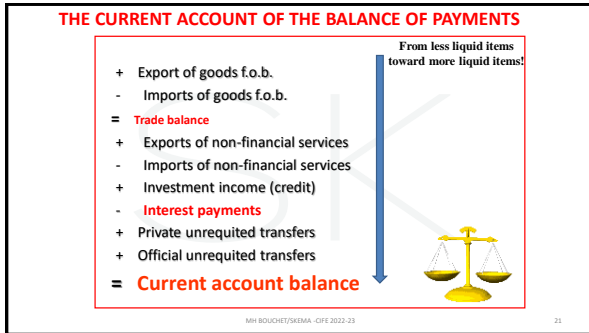 THE CURRENT ACCOUNT OF THE BALANCE OF PAYMENTS
From less liquid items
toward more liquid items!
+ Export of goods f.o.b.
- Imports of goods f.o.b.
= Trade balance
+ Exports of non-financial services
- Imports of non-financial services
+ Investment income (credit)
- Interest payments
+ Private unrequited transfers
+ Official unrequited transfers
= Current account balance
MH BOUCHET/SKEMA -CIFE 2022-23
21